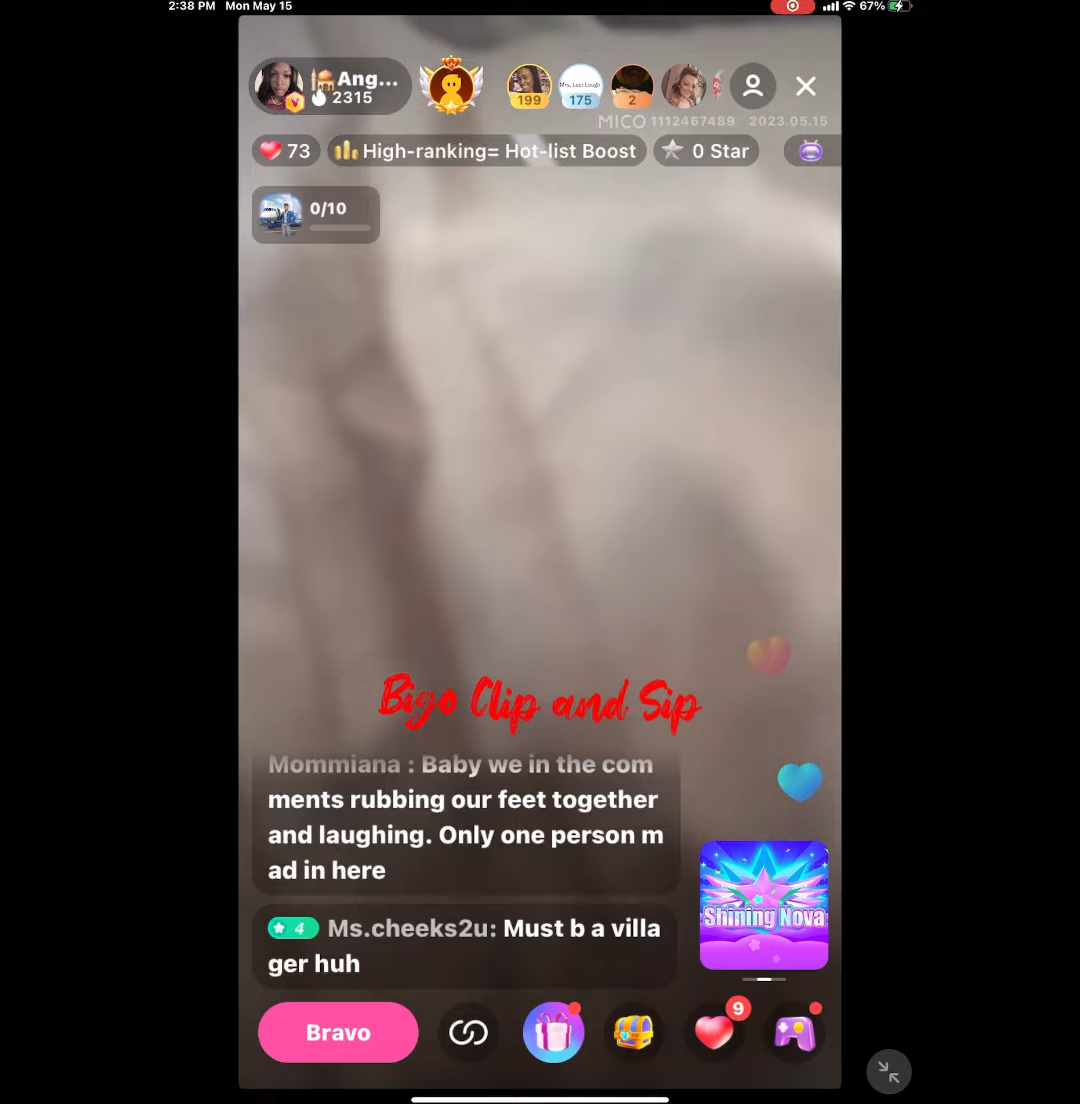 2:38 PM Mon May 15
67%
Ang...
2315
199
Mrs. Last Laugh
175
2
MICO 1112467489 2023.05.15
73
High-ranking= Hot-list Boost
0 Star
0/10
Bigo Clip and Sip
Mommiana : Baby we in the com
ments rubbing our feet together
and laughing. Only one person m
ad in here
4 Ms.cheeks2u: Must b a villa
ger huh
Shining Nova
Bravo
9